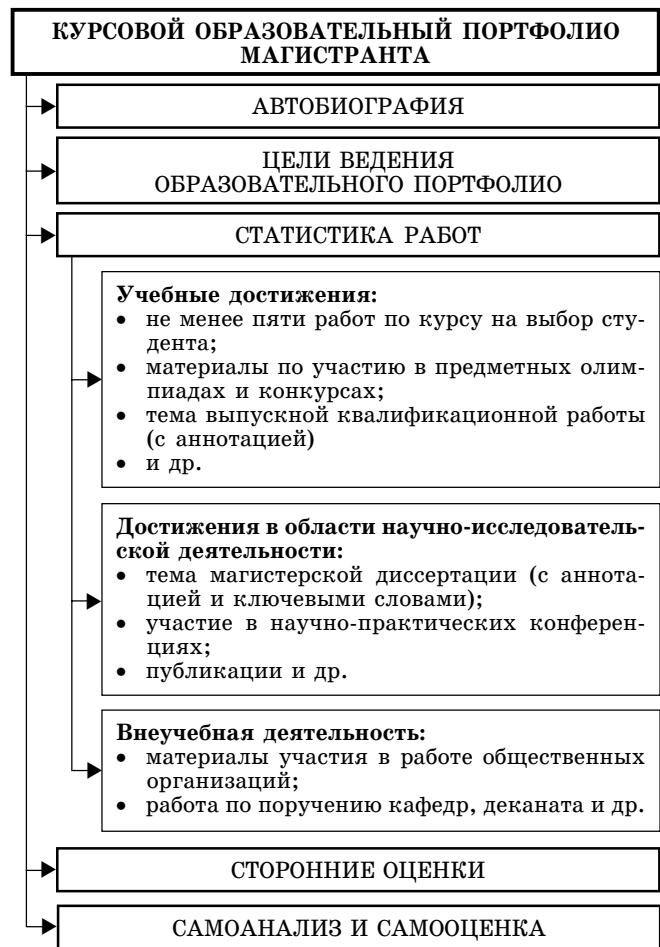 КУРСОВОЙ ОБРАЗОВАТЕЛЬНЫЙ ПОРТФОЛИО
МАГИСТРАНТА
АВТОБИОГРАФИЯ
ЦЕЛИ ВЕДЕНИЯ
ОБРАЗОВАТЕЛЬНОГО ПОРТФОЛИО
СТАТИСТИКА РАБОТ
Учебные достижения:
• не менее пяти работ по курсу на выбор сту-
дента;
• материалы по участию в предметных олим-
пиадах и конкурсах;
• тема выпускной квалификационной работы
(с аннотацией)
• и др.
Достижения в области научно-исследователь-
ской деятельности:
• тема магистерской диссертации (с аннота-
цией и ключевыми словами);
• участие в научно-практических конферен-
циях;
• публикации и др.
Внеучебная деятельность:
• материалы участия в работе общественных
организаций;
• работа по поручению кафедр, деканата и др.
СТОРОННИЕ ОЦЕНКИ
САМОАНАЛИЗ И САМООЦЕНКА